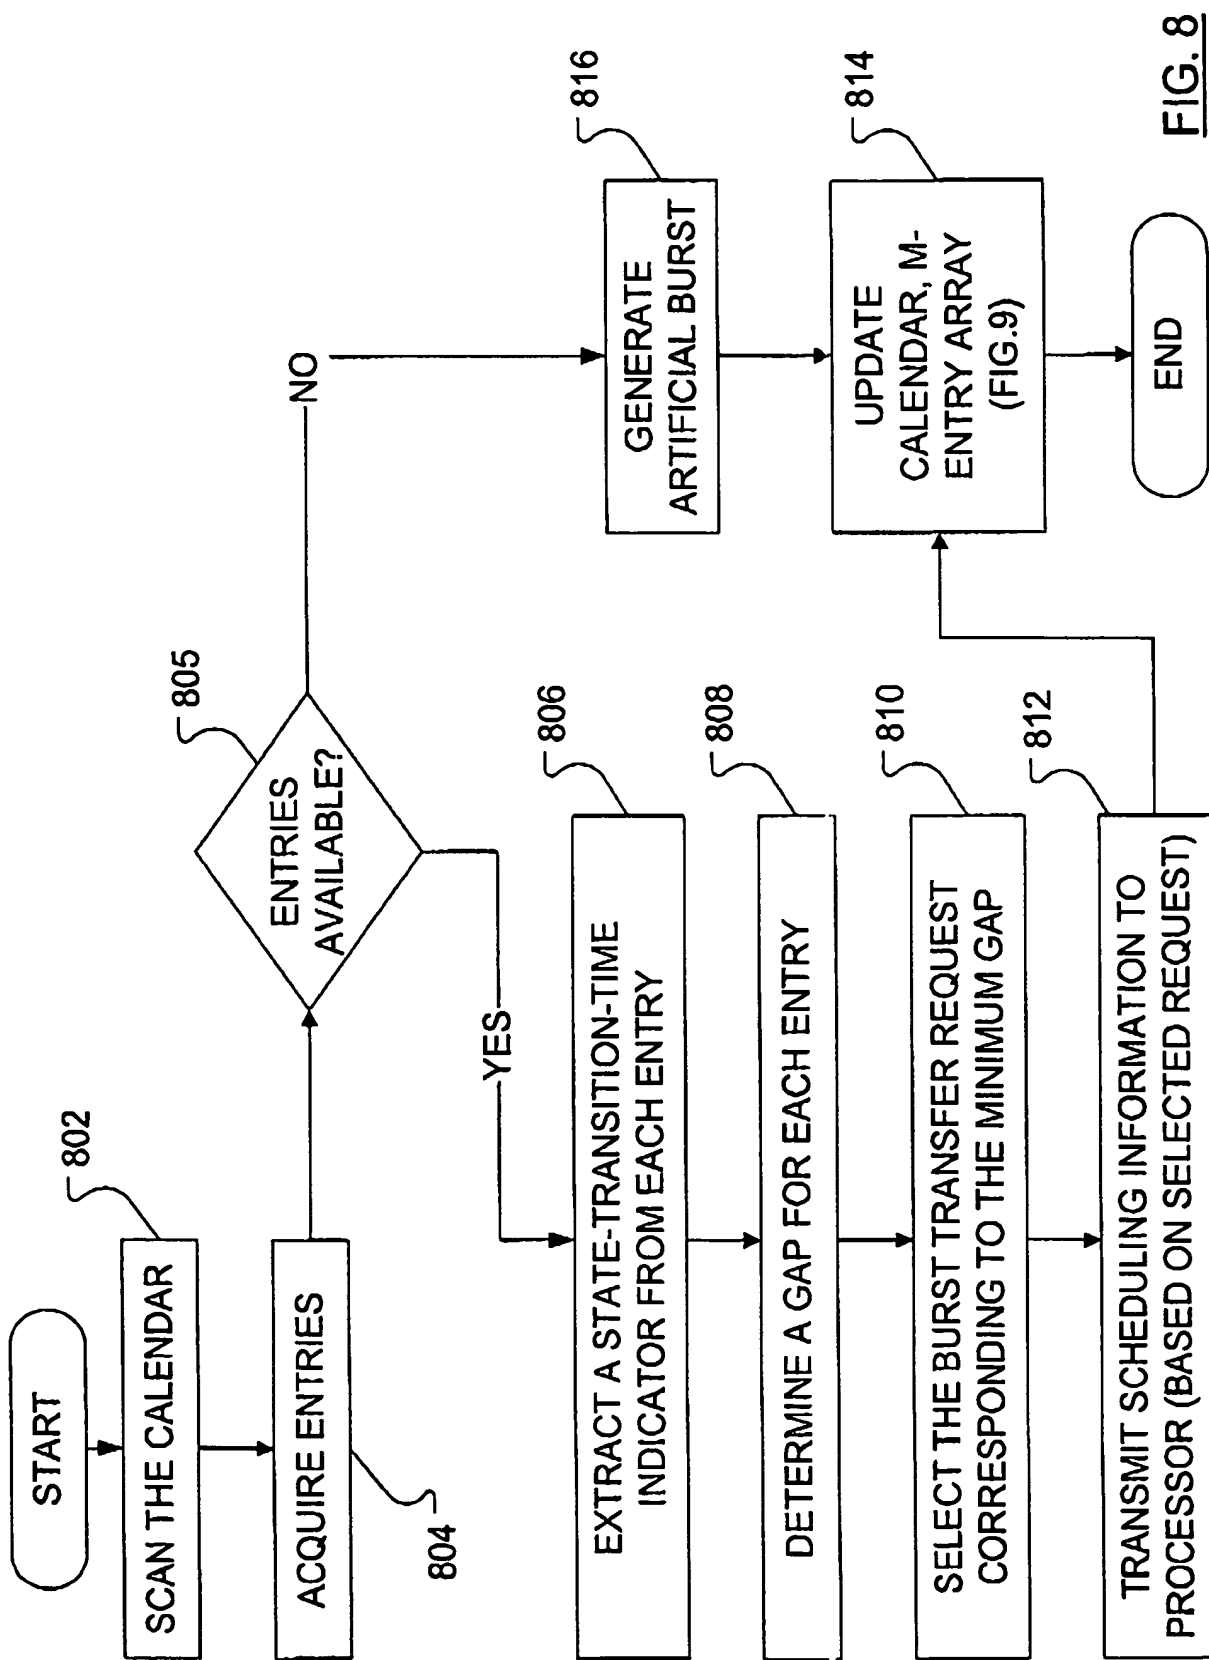 START
SCAN THE CALENDAR
802
ACQUIRE ENTRIES
804
ENTRIES
AVAILABLE?
805
NO
YES
EXTRACT A STATE-TRANSITION-TIME
INDICATOR FROM EACH ENTRY
806
DETERMINE A GAP FOR EACH ENTRY
808
SELECT THE BURST TRANSFER REQUEST
CORRESPONDING TO THE MINIMUM GAP
810
TRANSMIT SCHEDULING INFORMATION TO
PROCESSOR (BASED ON SELECTED REQUEST)
812
GENERATE
ARTIFICIAL BURST
816
UPDATE
CALENDAR, M-
ENTRY ARRAY
(FIG.9)
814
END
FIG. 8